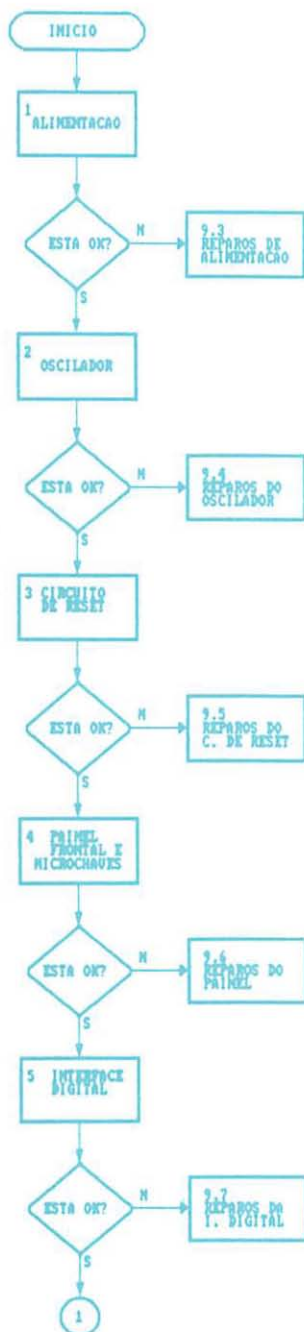 INICIO
1
ALIMENTACAO
ESTA OK?
N
9.3
REPAROS DE
ALIMENTACAO
S
2
OSCILADOR
ESTA OK?
N
9.4
REPAROS DO
OSCILADOR
S
3 CIRCUITO
DE RESET
ESTA OK?
N
9.5
REPAROS DO
C. DE RESET
S
4 PAINEL
FRONTAL E
MICROCHAVES
ESTA OK?
N
9.6
REPAROS DO
PAINEL
S
5 INTERFACE
DIGITAL
ESTA OK?
N
9.7
REPAROS DA
I. DIGITAL
S
1